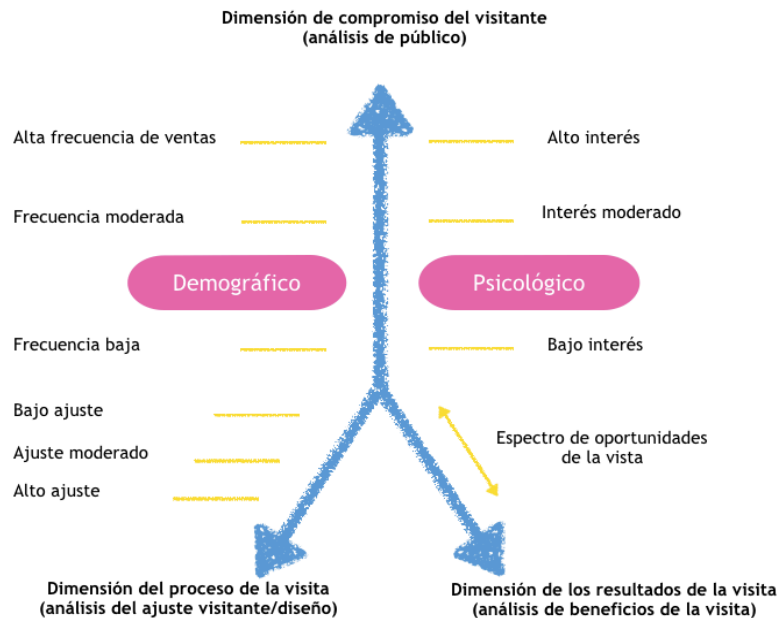 Dimensión de compromiso del visitante
(análisis de público)
Alta frecuencia de ventas
Alto interés
Frecuencia moderada
Interés moderado
Demográfico
Psicológico
Frecuencia baja
Bajo interés
Bajo ajuste
Ajuste moderado
Alto ajuste
Espectro de oportunidades
de la vista
Dimensión del proceso de la visita
(análisis del ajuste visitante/diseño)
Dimensión de los resultados de la visita
(análisis de beneficios de la visita)